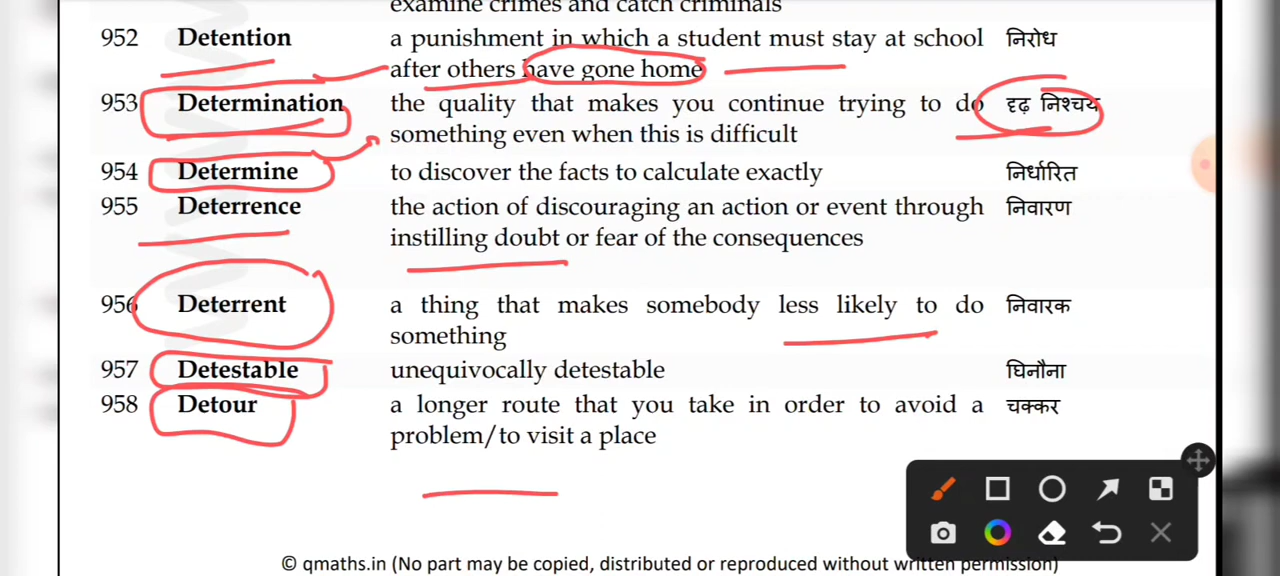 examine crimes and catch criminals
952 Detention a punishment in which a student must stay at school निरोध
after others have gone home
953 Determination the quality that makes you continue trying to do दृढ़ निश्चय
something even when this is difficult
954 Determine to discover the facts to calculate exactly निर्धारित
955 Deterrence the action of discouraging an action or event through निवारण
instilling doubt or fear of the consequences
956 Deterrent a thing that makes somebody less likely to do निवारक
something
957 Detestable unequivocally detestable घिनौना
958 Detour a longer route that you take in order to avoid a चक्कर
problem/to visit a place
© qmaths.in (No part may be copied, distributed or reproduced without written permission)